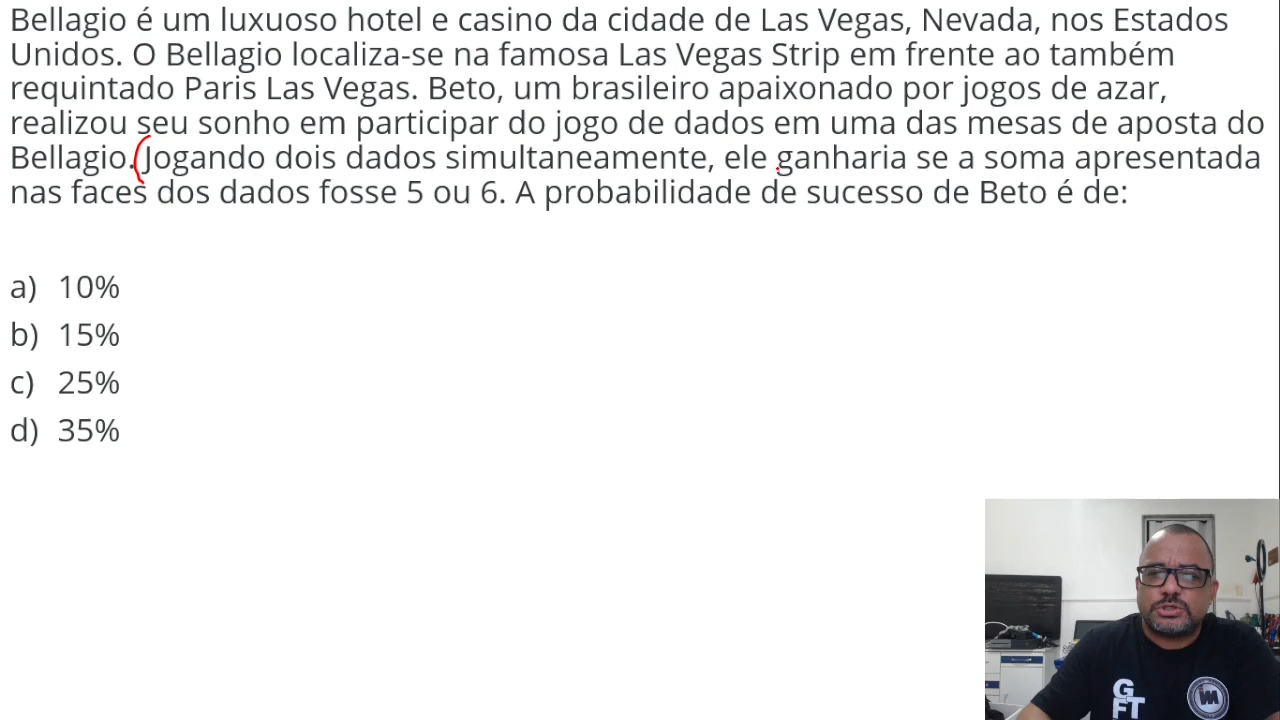 Bellagio é um luxuoso hotel e casino da cidade de Las Vegas, Nevada, nos Estados
Unidos. O Bellagio localiza-se na famosa Las Vegas Strip em frente ao também
requintado Paris Las Vegas. Beto, um brasileiro apaixonado por jogos de azar,
realizou seu sonho em participar do jogo de dados em uma das mesas de aposta do
Bellagio. Jogando dois dados simultaneamente, ele ganharia se a soma apresentada
nas faces dos dados fosse 5 ou 6. A probabilidade de sucesso de Beto é de:
a) 10%
b) 15%
c) 25%
d) 35%
G
FT
iM